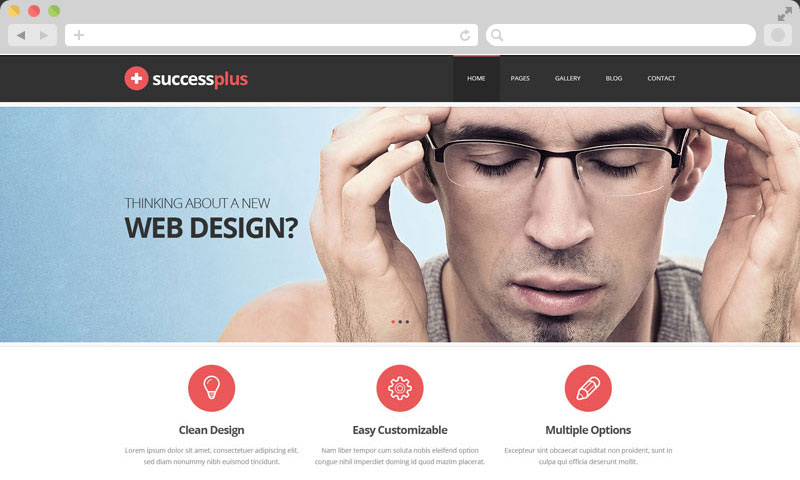 successplus
HOME PAGES GALLERY BLOG CONTACT
THINKING ABOUT A NEW
WEB DESIGN?
Clean Design
Lorem ipsum dolor sit amet, consectetuer adipiscing elit,
sed diam nonummy nibh euismod tincidunt.
Easy Customizable
Nam liber tempor cum soluta nobis eleifend option
congue nihil imperdiet doming id quod mazim placerat.
Multiple Options
Excepteur sint obcaecat cupiditat non proident, sunt in
culpa qui officia deserunt mollit.